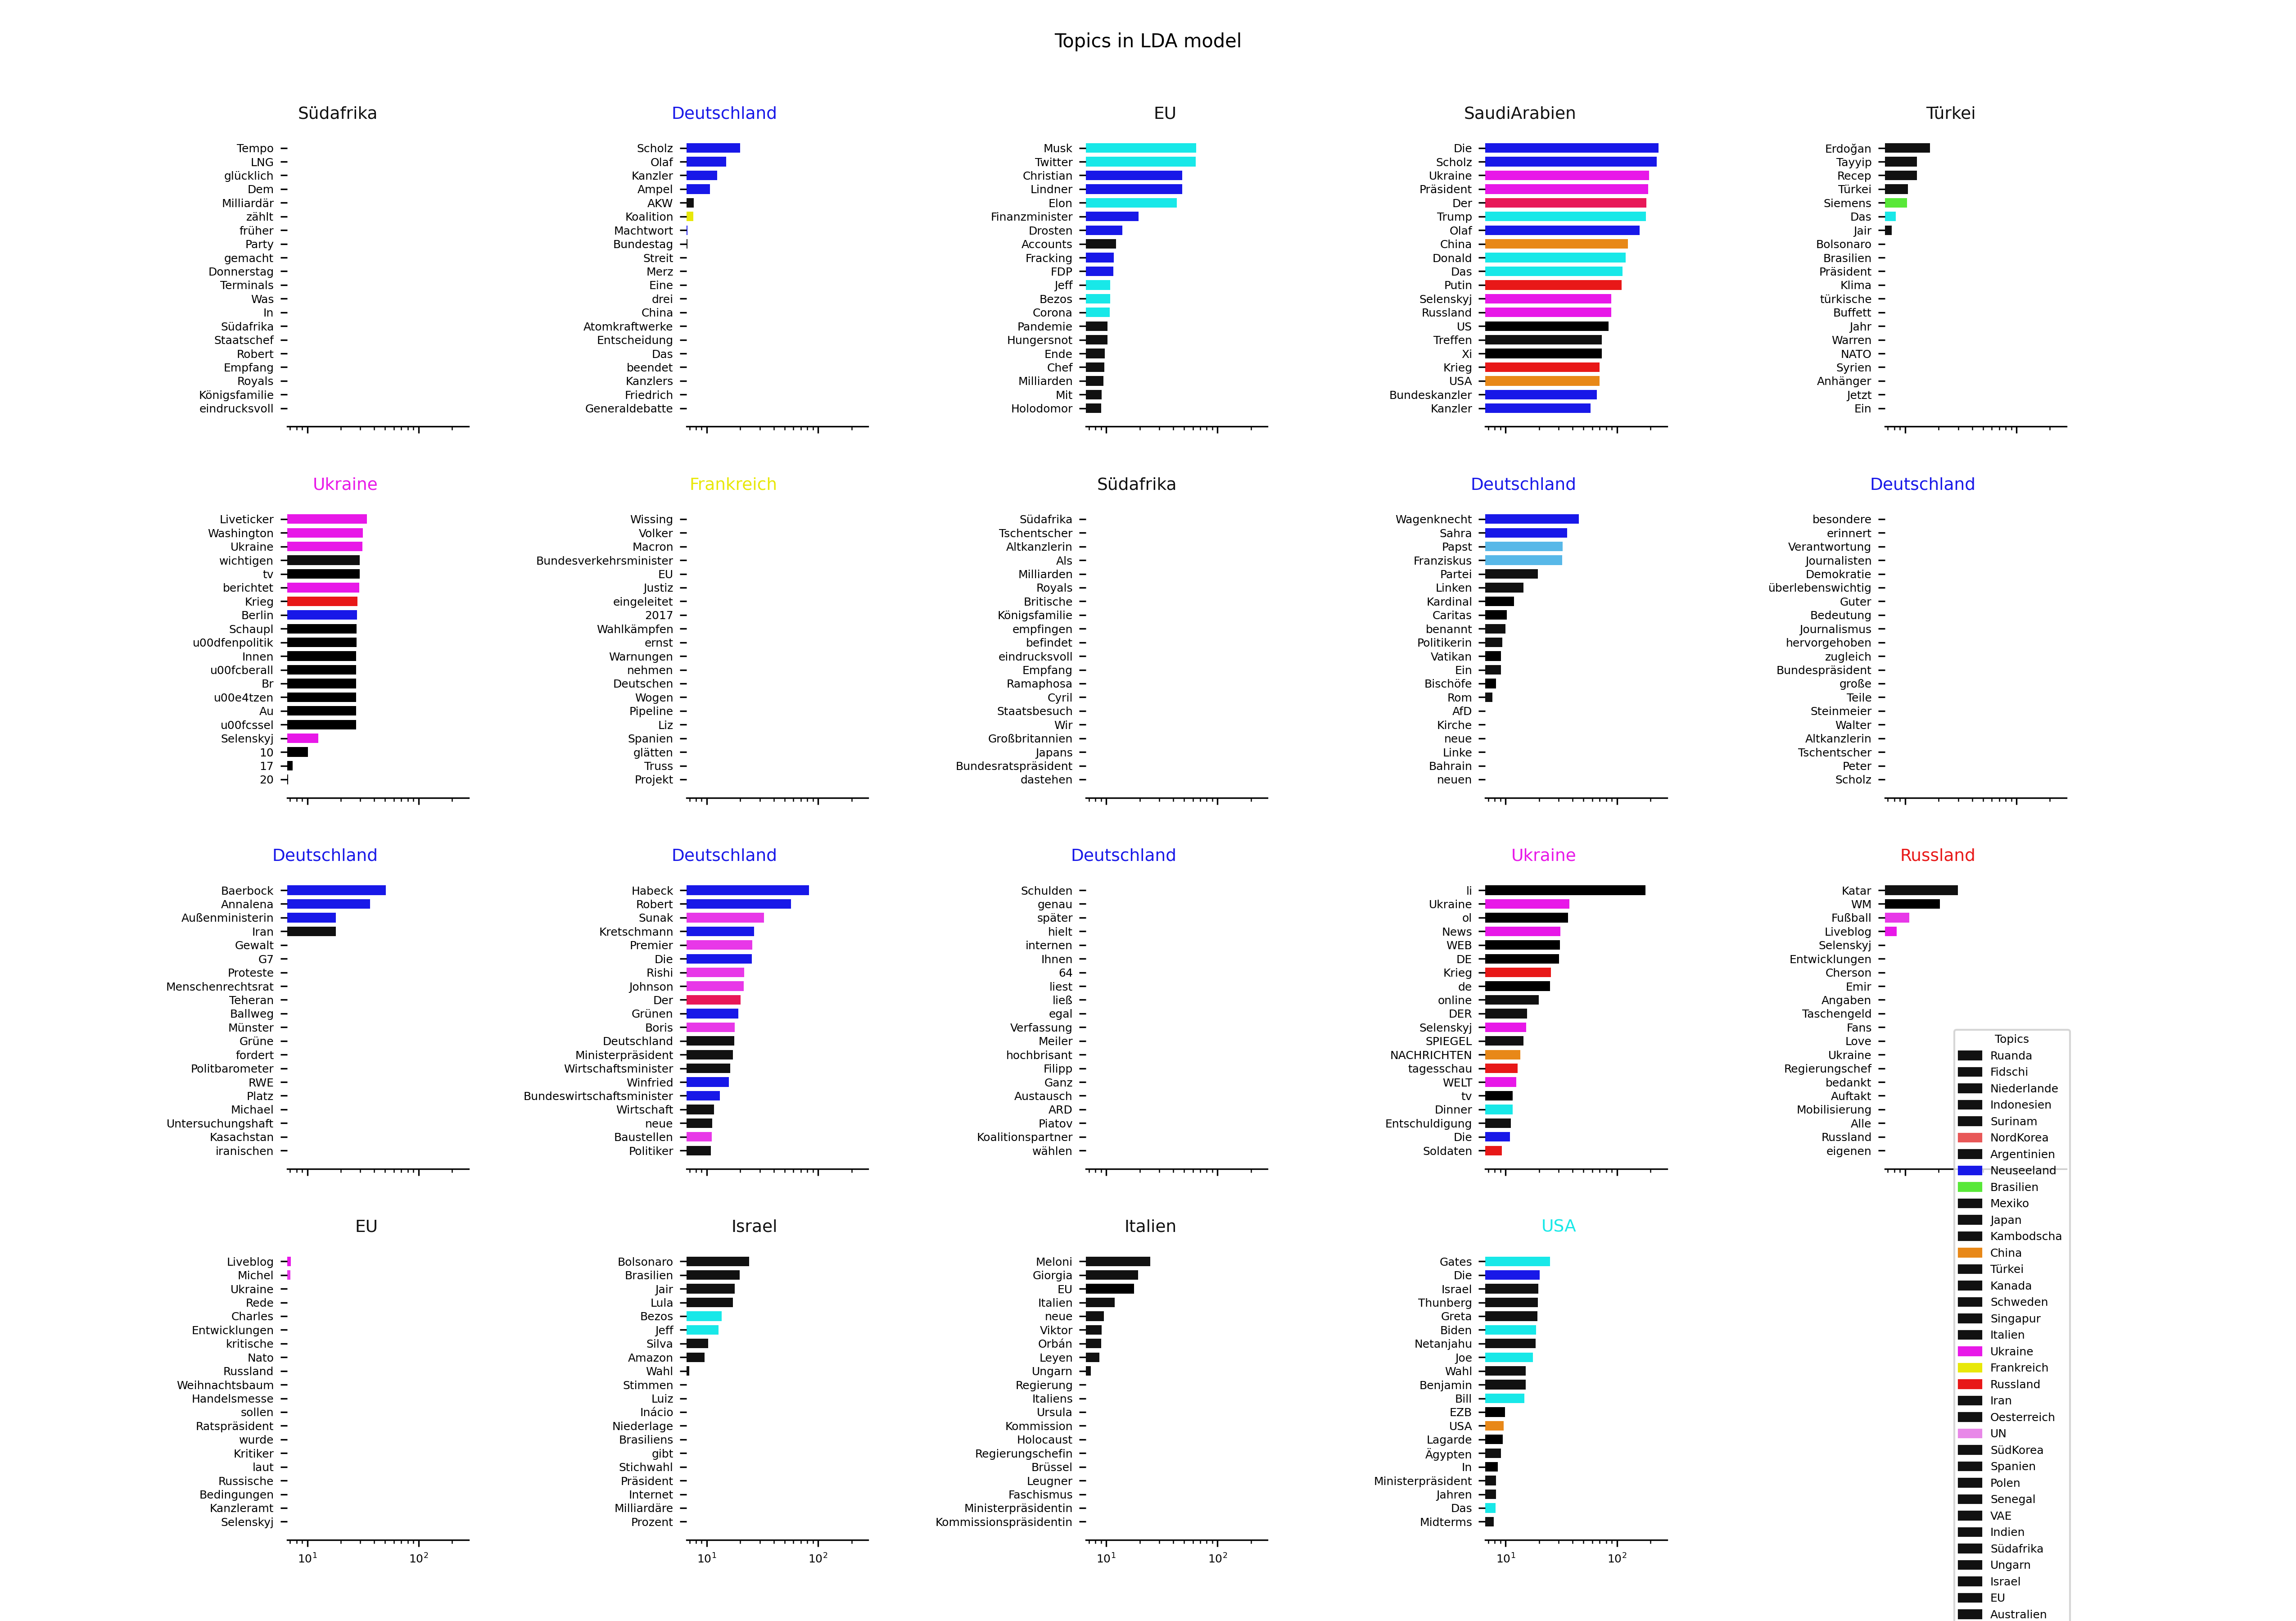 Topics in LDA model
Südafrika
Tempo
LNG
glücklich
Dem
Milliardär
zählt
früher
Party
gemacht
Donnerstag
Terminals
Was
In
Südafrika
Staatschef
Robert
Empfang
Royals
Königsfamilie
eindrucksvoll
Deutschland
Scholz
Olaf
Kanzler
Ampel
AKW
Koalition
Machtwort
Bundestag
Streit
Merz
Eine
drei
China
Atomkraftwerke
Entscheidung
Das
beendet
Kanzlers
Friedrich
Generaldebatte
EU
Musk
Twitter
Christian
Lindner
Elon
Finanzminister
Drosten
Accounts
Fracking
FDP
Jeff
Bezos
Corona
Pandemie
Hungersnot
Ende
Chef
Milliarden
Mit
Holodomor
SaudiArabien
Die
Scholz
Ukraine
Präsident
Der
Trump
Olaf
China
Donald
Das
Putin
Selenskyj
Russland
US
Treffen
Xi
Krieg
USA
Bundeskanzler
Kanzler
Türkei
Erdoğan
Tayyip
Recep
Türkei
Siemens
Das
Jair
Bolsonaro
Brasilien
Präsident
Klima
türkische
Buffett
Jahr
Warren
NATO
Syrien
Anhänger
Jetzt
Ein
Ukraine
Liveticker
Washington
Ukraine
wichtigen
tv
berichtet
Krieg
Berlin
Schaupl
u00dfenpolitik
Innen
u00fcberall
Br
u00e4tzen
Au
u00fcssel
Selenskyj
10
17
20
Frankreich
Wissing
Volker
Macron
Bundesverkehrsminister
EU
Justiz
eingeleitet
2017
Wahlkämpfen
ernst
Warnungen
nehmen
Deutschen
Wogen
Pipeline
Liz
Spanien
glätten
Truss
Projekt
Südafrika
Südafrika
Tschentscher
Altkanzlerin
Als
Milliarden
Royals
Britische
Königsfamilie
empfingen
befindet
eindrucksvoll
Empfang
Ramaphosa
Cyril
Staatsbesuch
Wir
Großbritannien
Japans
Bundesratspräsident
dastehen
Deutschland
Wagenknecht
Sahra
Papst
Franziskus
Partei
Linken
Kardinal
Caritas
benannt
Politikerin
Vatikan
Ein
Bischöfe
Rom
AfD
Kirche
neue
Linke
Bahrain
neuen
Deutschland
besondere
erinnert
Verantwortung
Journalisten
Demokratie
überlebenswichtig
Guter
Bedeutung
Journalismus
hervorgehoben
zugleich
Bundespräsident
große
Teile
Steinmeier
Walter
Altkanzlerin
Tschentscher
Peter
Scholz
Deutschland
Baerbock
Annalena
Außenministerin
Iran
Gewalt
G7
Proteste
Menschenrechtsrat
Teheran
Ballweg
Münster
Grüne
fordert
Politbarometer
RWE
Platz
Michael
Untersuchungshaft
Kasachstan
iranischen
Deutschland
Habeck
Robert
Sunak
Kretschmann
Premier
Die
Rishi
Johnson
Der
Grünen
Boris
Deutschland
Ministerpräsident
Wirtschaftsminister
Winfried
Bundeswirtschaftsminister
Wirtschaft
neue
Baustellen
Politiker
Deutschland
Schulden
genau
später
hielt
internen
Ihnen
64
liest
ließ
egal
Verfassung
Meiler
hochbrisant
Filipp
Ganz
Austausch
ARD
Piatov
Koalitionspartner
wählen
Ukraine
li
Ukraine
ol
News
WEB
DE
Krieg
de
online
DER
Selenskyj
SPIEGEL
NACHRICHTEN
tagesschau
WELT
tv
Dinner
Entschuldigung
Die
Soldaten
Russland
Katar
WM
Fußball
Liveblog
Selenskyj
Entwicklungen
Cherson
Emir
Angaben
Taschengeld
Fans
Love
Ukraine
Regierungschef
bedankt
Auftakt
Mobilisierung
Alle
Russland
eigenen
EU
Liveblog
Michel
Ukraine
Rede
Charles
Entwicklungen
kritische
Nato
Russland
Weihnachtsbaum
Handelsmesse
sollen
Ratspräsident
wurde
Kritiker
laut
Russische
Bedingungen
Kanzleramt
Selenskyj
10¹ 10²
Israel
Bolsonaro
Brasilien
Jair
Lula
Bezos
Jeff
Silva
Amazon
Wahl
Stimmen
Luiz
Inácio
Niederlage
Brasiliens
gibt
Stichwahl
Präsident
Internet
Milliardäre
Prozent
10¹ 10²
Italien
Meloni
Giorgia
EU
Italien
neue
Viktor
Orbán
Leyen
Ungarn
Regierung
Italiens
Ursula
Kommission
Holocaust
Regierungschefin
Brüssel
Leugner
Faschismus
Ministerpräsidentin
Kommissionspräsidentin
10¹ 10²
USA
Gates
Die
Israel
Thunberg
Greta
Biden
Netanjahu
Joe
Wahl
Benjamin
Bill
EZB
USA
Lagarde
Ägypten
In
Ministerpräsident
Jahren
Das
Midterms
10¹ 10²
Topics
Ruanda
Fidschi
Niederlande
Indonesien
Surinam
NordKorea
Argentinien
Neuseeland
Brasilien
Mexiko
Japan
Kambodscha
China
Türkei
Kanada
Schweden
Singapur
Italien
Ukraine
Frankreich
Russland
Iran
Oesterreich
UN
SüdKorea
Spanien
Polen
Senegal
VAE
Indien
Südafrika
Ungarn
Israel
EU
Australien